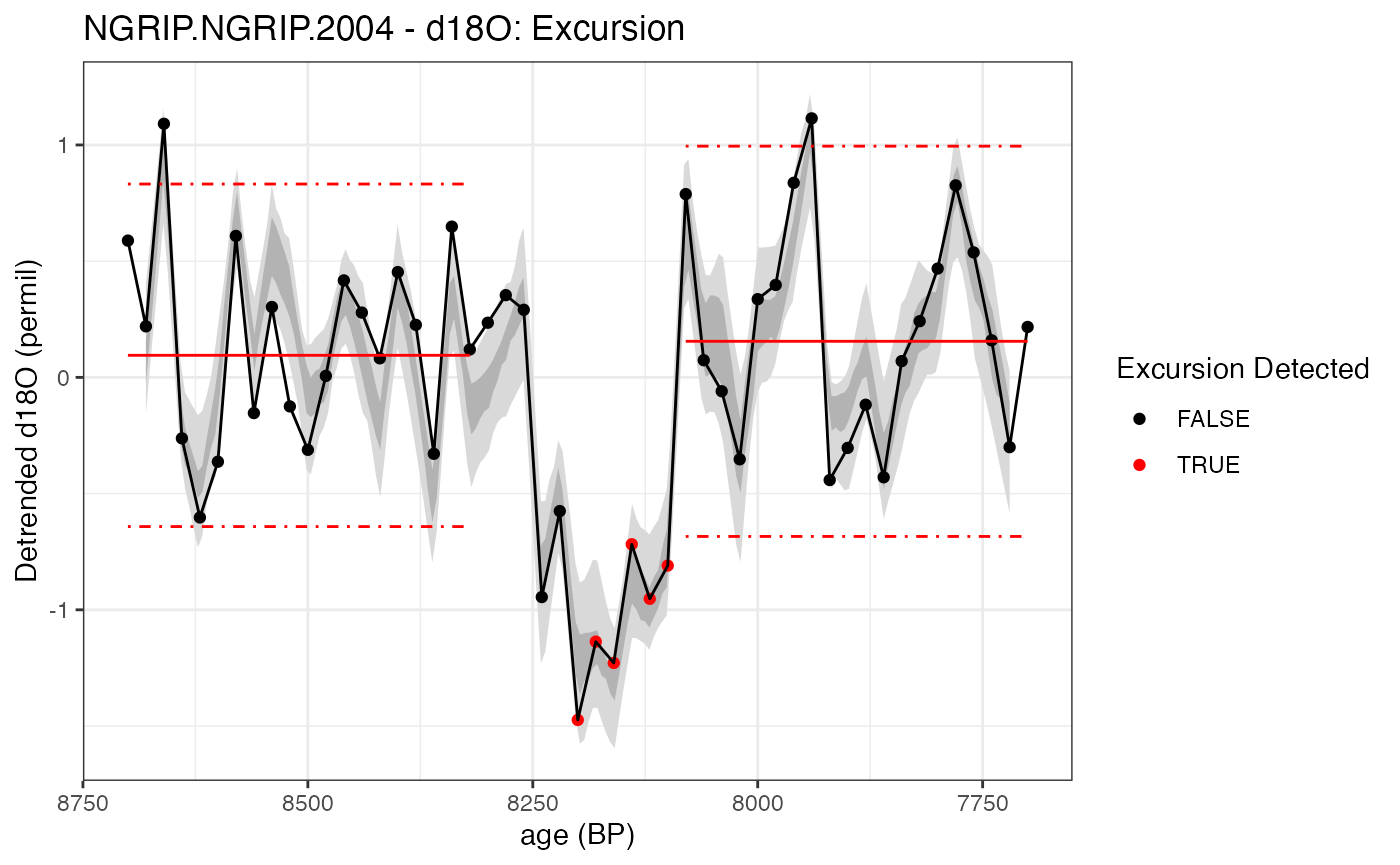 NGRIP.NGRIP.2004 - d18O: Excursion
Detrended d18O (permil)
1
0
-1
8750
8500
8250
8000
7750
age (BP)
Excursion Detected
FALSE
TRUE